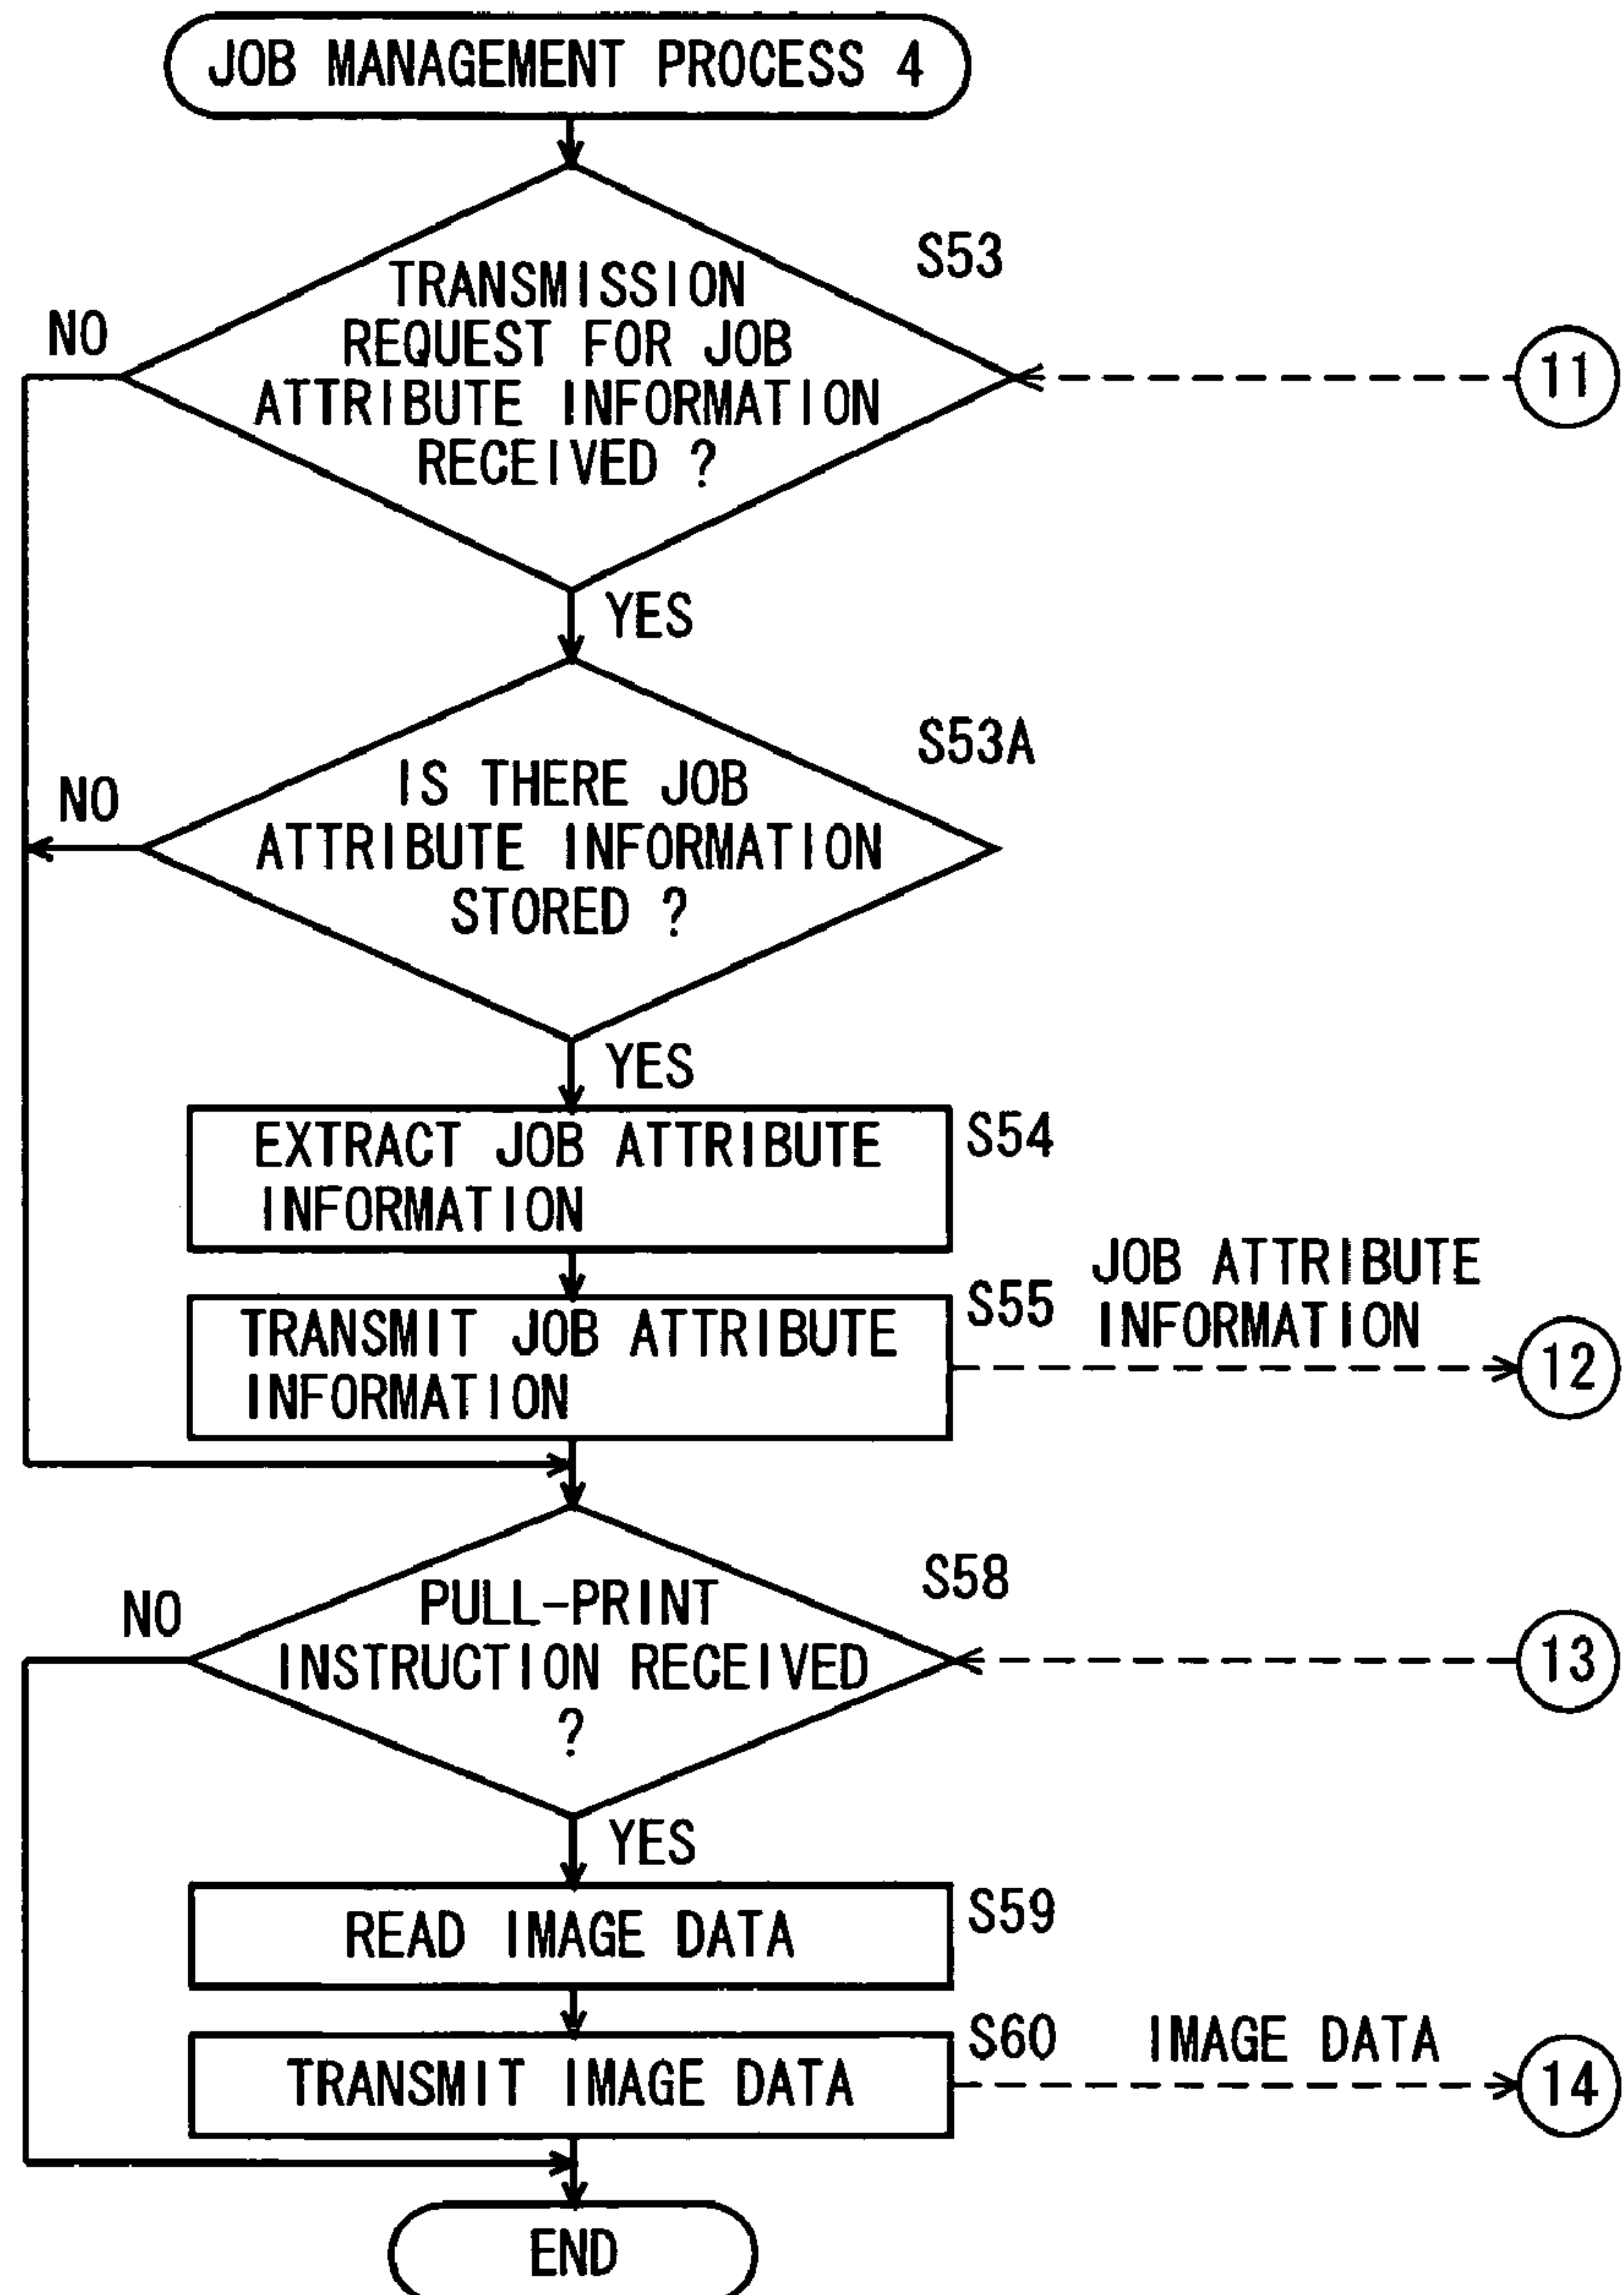 JOB MANAGEMENT PROCESS 4
S53
TRANSMISSION
REQUEST FOR JOB
ATTRIBUTE INFORMATION
RECEIVED ?
NO
11
YES
S53A
IS THERE JOB
ATTRIBUTE INFORMATION
STORED ?
NO
YES
EXTRACT JOB ATTRIBUTE
INFORMATION
S54
TRANSMIT JOB ATTRIBUTE
INFORMATION
S55
JOB ATTRIBUTE
INFORMATION
12
S58
PULL-PRINT
INSTRUCTION RECEIVED
?
NO
13
YES
READ IMAGE DATA
S59
TRANSMIT IMAGE DATA
S60
IMAGE DATA
14
END